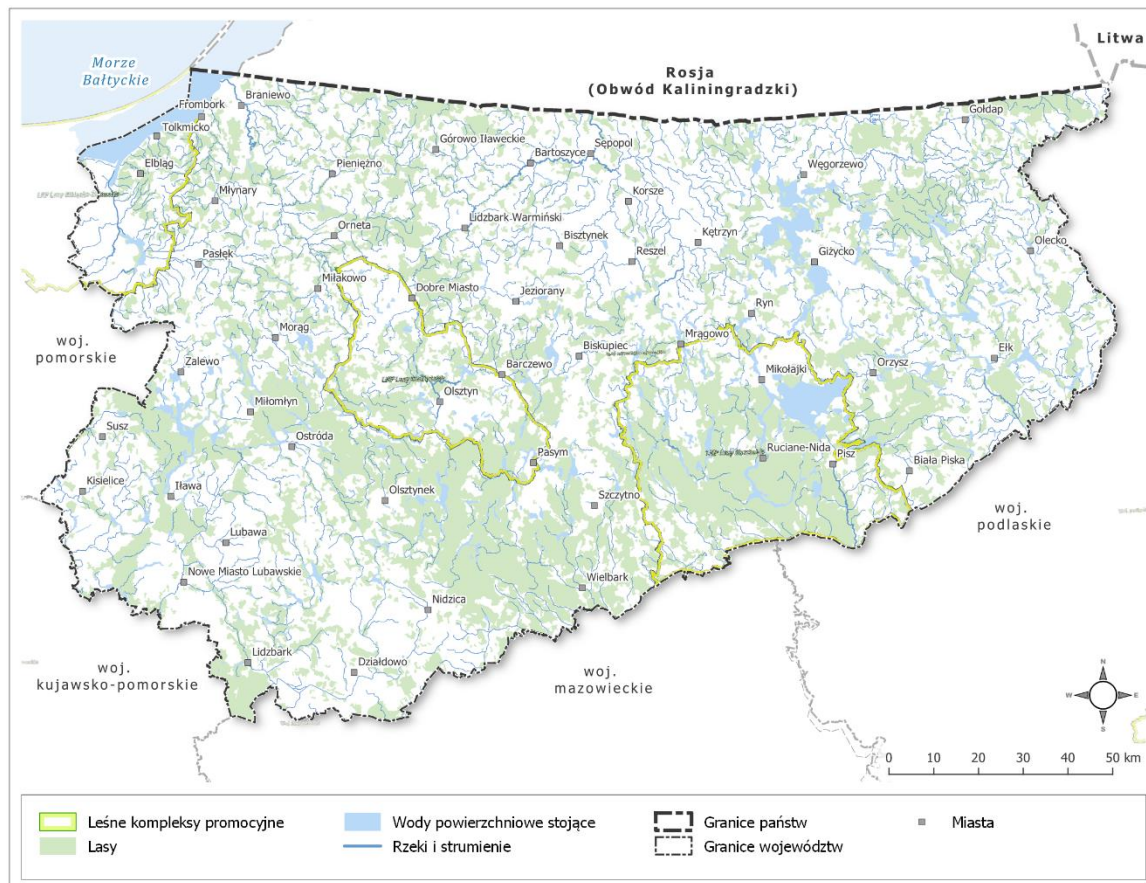 Morze
Bałtyckie
Litwa
Rosja
(Obwód Kaliningradzki)
Frombork
Braniewo
Gołdap
Tolkmicko
Górowo Iławeckie
Sępopol
Bartoszyce
Elbląg
Pieniężno
Węgorzewo
Młynary
Korsze
Lidzbark Warmiński
Orneta
Bisztynek
Kętrzyn
Olecko
Pasłęk
Reszel
Giżycko
Miłakowo
Dobre Miasto
Jeziorany
Ryn
Morąg
Mrągowo
woj.
pomorskie
Zalewo
Barczewo
Biskupiec
Ełk
Orzysz
Mikołajki
Olsztyn
Miłomłyn
Susz
Ostróda
Ruciane-Nida
Pasym
Pisz
Biała Piska
Kisielice
Iława
Olsztynek
Szczytno
woj.
podlaskie
Lubawa
Nowe Miasto Lubawskie
Wielbark
Nidzica
Lidzbark
Działdowo
woj.
kujawsko-pomorskie
woj.
mazowieckie
N
W E
S
0 10 20 30 40 50 km
Leśne kompleksy promocyjne
Lasy
Wody powierzchniowe stojące
Rzeki i strumienie
Granice państw
Granice województw
Miasta